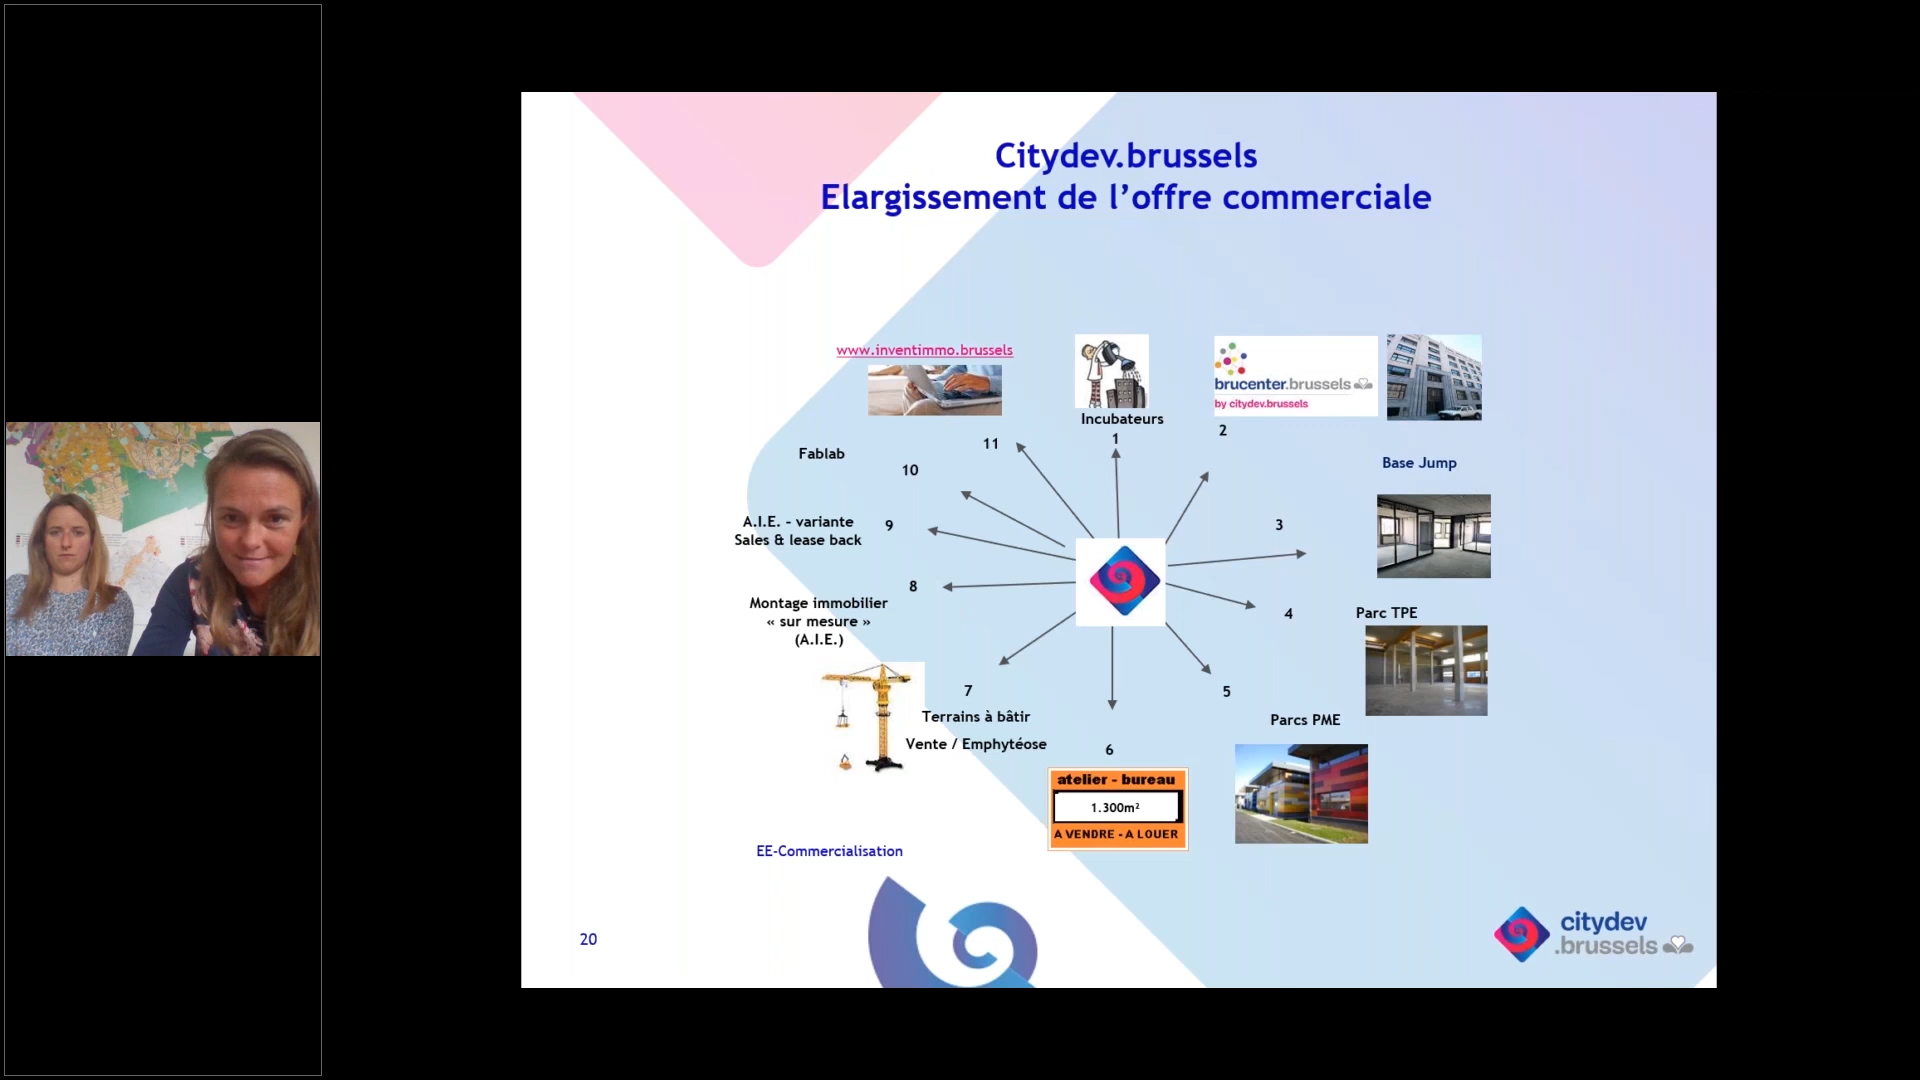 Citydev.brussels
Elargissement de l’offre commerciale
www.inventimmo.brussels
Incubateurs
1
brucenter.brussels
by citydev.brussels
2
Base Jump
3
4
Parc TPE
5
Parcs PME
6
atelier - bureau
1.300m²
A VENDRE - A LOUER
7
Terrains à bâtir
Vente / Emphytéose
8
Montage immobilier
« sur mesure »
(A.I.E.)
9
A.I.E. - variante
Sales & lease back
10
Fablab
11
EE-Commercialisation
20
citydev
.brussels